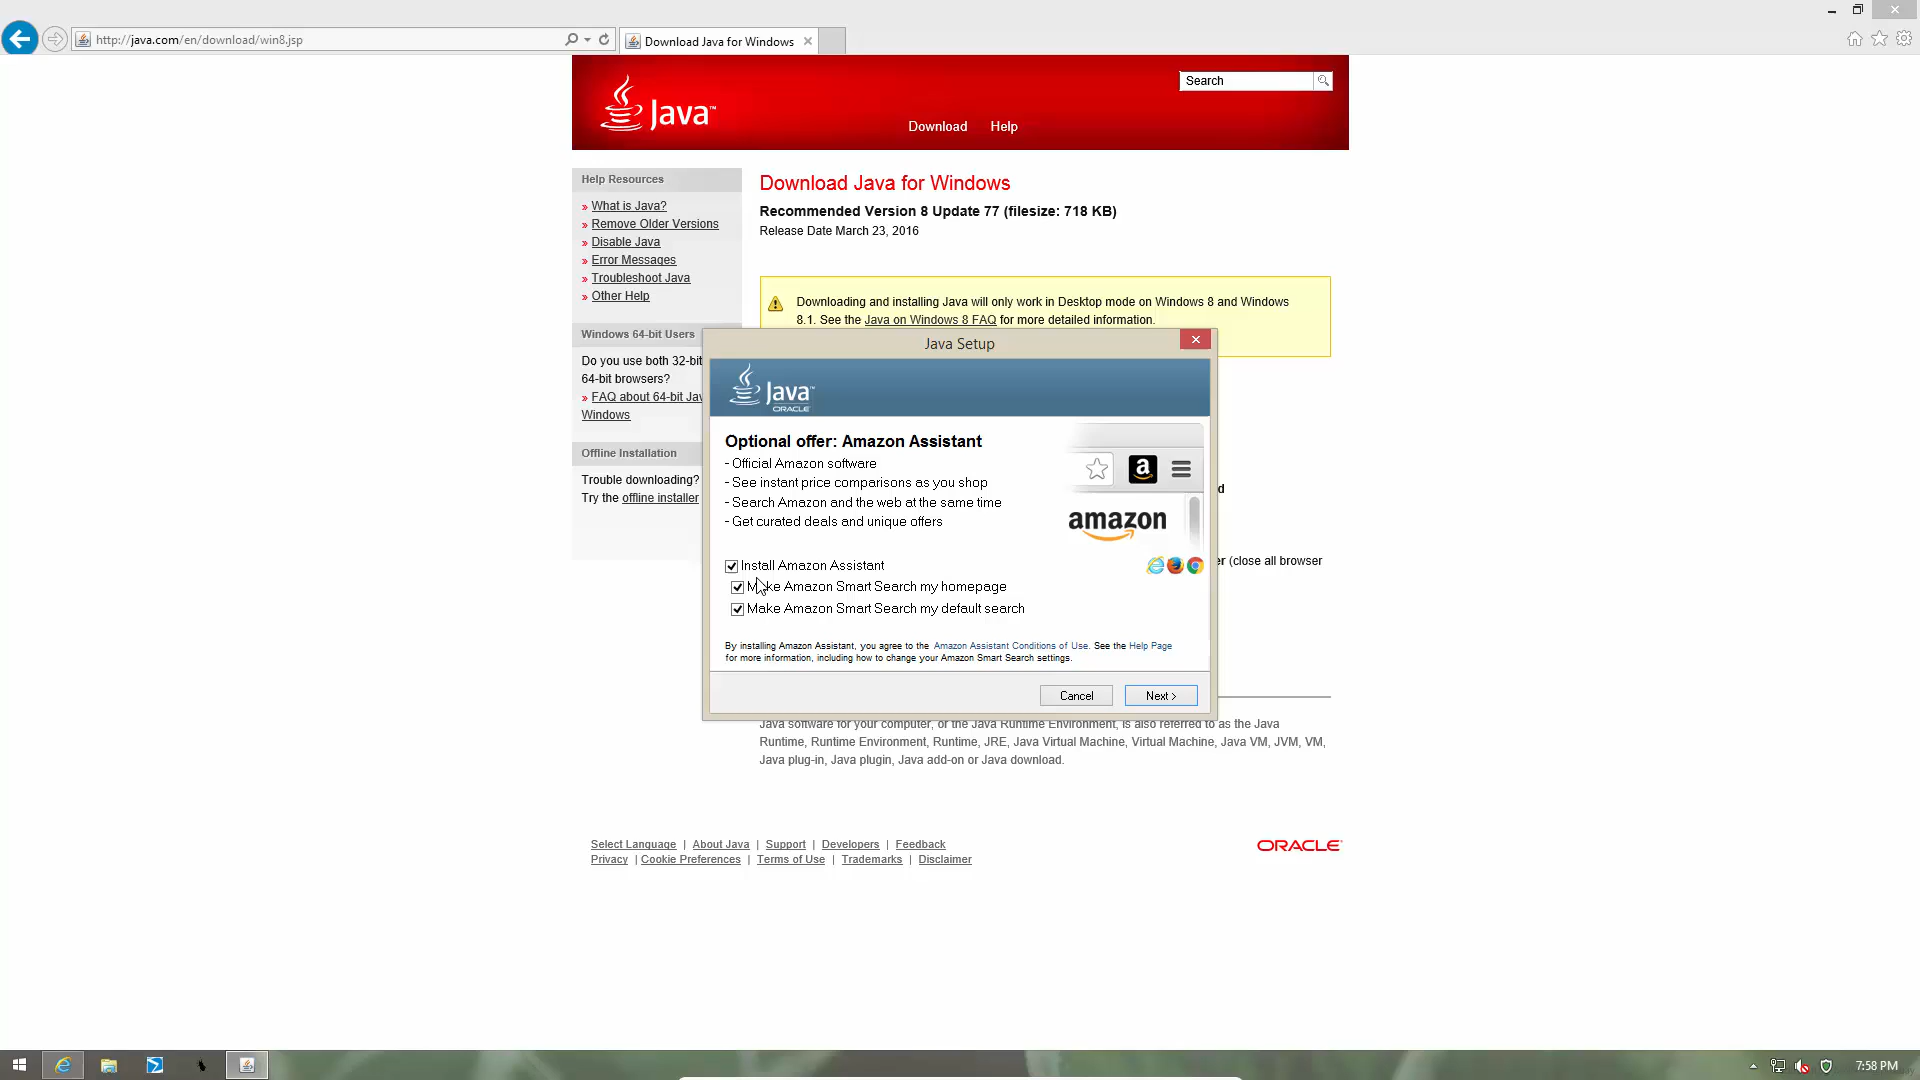 http://java.com/en/download/win8.jsp
Download Java for Windows
Java™
Search
Download Help
Help Resources
» What is Java?
» Remove Older Versions
» Disable Java
» Error Messages
» Troubleshoot Java
» Other Help
Windows 64-bit Users
Do you use both 32-bit
64-bit browsers?
» FAQ about 64-bit Jav
Windows
Offline Installation
Trouble downloading?
Try the offline installer
Download Java for Windows
Recommended Version 8 Update 77 (filesize: 718 KB)
Release Date March 23, 2016
Downloading and installing Java will only work in Desktop mode on Windows 8 and Windows
8.1. See the Java on Windows 8 FAQ for more detailed information.
Java Setup
Java™
ORACLE
Optional offer: Amazon Assistant
- Official Amazon software
- See instant price comparisons as you shop
- Search Amazon and the web at the same time
- Get curated deals and unique offers
a
amazon
Install Amazon Assistant
Make Amazon Smart Search my homepage
Make Amazon Smart Search my default search
By installing Amazon Assistant, you agree to the Amazon Assistant Conditions of Use. See the Help Page
for more information, including how to change your Amazon Smart Search settings.
Cancel Next >
d
er (close all browser
Java software for your computer, or the Java Runtime Environment, is also referred to as the Java
Runtime, Runtime Environment, Runtime, JRE, Java Virtual Machine, Virtual Machine, Java VM, JVM, VM,
Java plug-in, Java plugin, Java add-on or Java download.
Select Language | About Java | Support | Developers | Feedback
Privacy | Cookie Preferences | Terms of Use | Trademarks | Disclaimer
ORACLE
7:58 PM